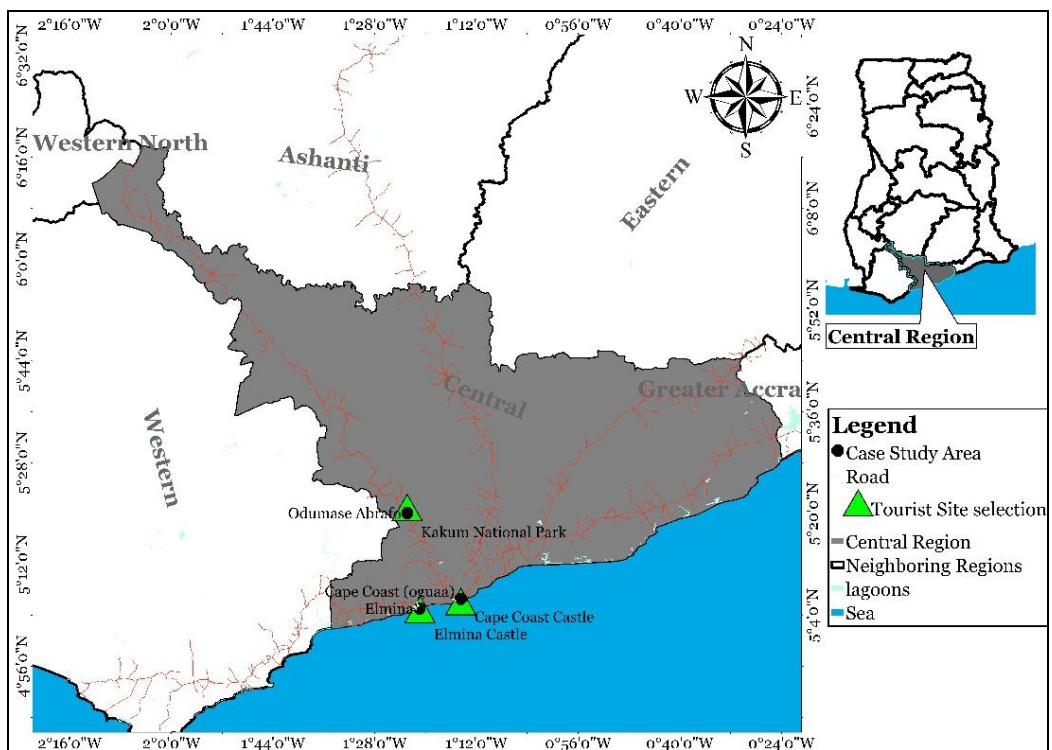 2°16'0"W 2°0'0"W 1°44'0"W 1°28'0"W 1°12'0"W 0°56'0"W 0°40'0"W 0°24'0"W
6°32'0"N
6°16'0"N
6°0'0"N
5°44'0"N
5°28'0"N
5°12'0"N
4°56'0"N
N
W E
S
Western North
Ashanti
Eastern
Central
Greater Accra
Western
Odumase Abrafo
Kakum National Park
Cape Coast (oguaa)
Elmina
Cape Coast Castle
Elmina Castle
6°24'0"N
6°8'0"N
5°52'0"N
5°36'0"N
5°20'0"N
5°4'0"N
2°16'0"W 2°0'0"W 1°44'0"W 1°28'0"W 1°12'0"W 0°56'0"W 0°40'0"W 0°24'0"W
Central Region
Legend
Case Study Area
Road
Tourist Site selection
Central Region
Neighboring Regions
lagoons
Sea